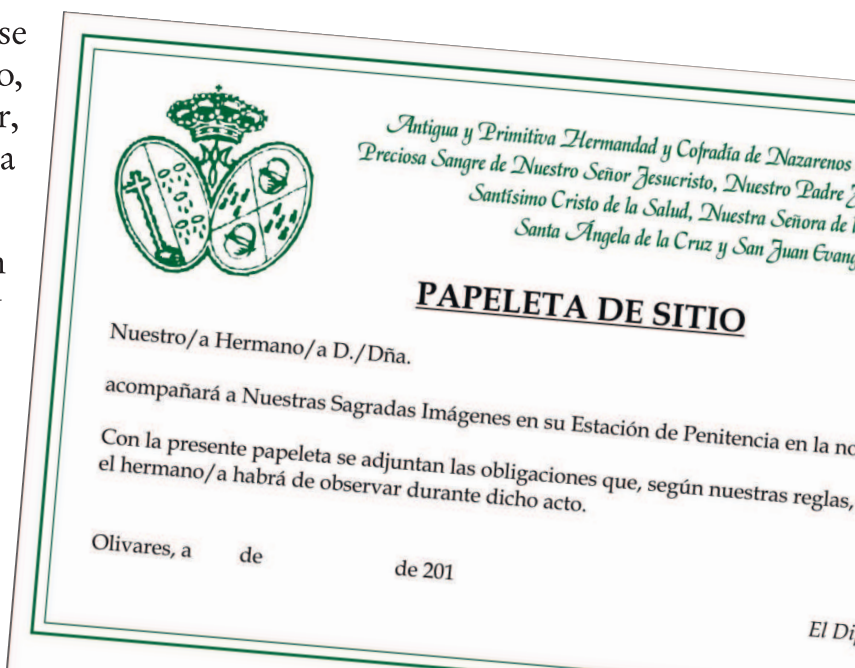 se
o,
r,
a
n
Antigua y Primitiva Hermandad y Cofradía de Nazarenos
Preciosa Sangre de Nuestro Señor Jesucristo, Nuestro Padre J
Santísimo Cristo de la Salud, Nuestra Señora de
Santa Ángela de la Cruz y San Juan Evang
PAPELETA DE SITIO
Nuestro/a Hermano/a D./Dña.
acompañará a Nuestras Sagradas Imágenes en su Estación de Penitencia en la no
Con la presente papeleta se adjuntan las obligaciones que, según nuestras reglas,
el hermano/a habrá de observar durante dicho acto.
Olivares, a de de 201
El Di